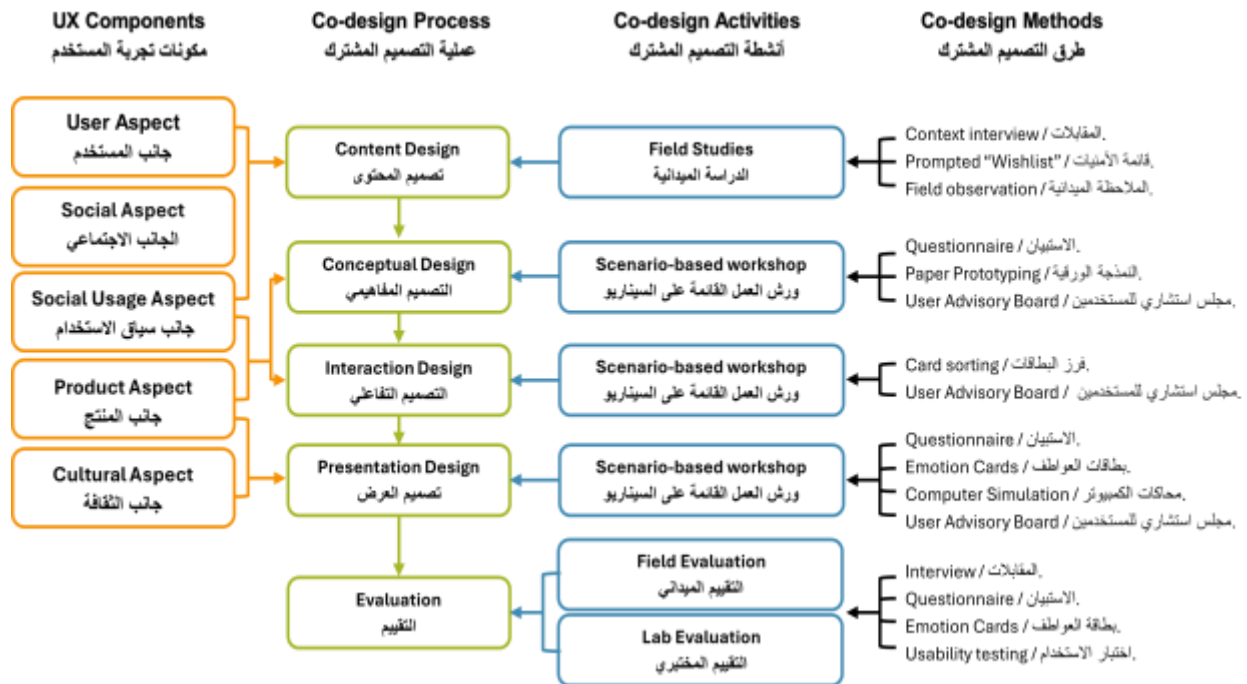 UX Components
مكونات تجربة المستخدم
Co-design Process
عملية التصميم المشترك
Co-design Activities
أنشطة التصميم المشترك
Co-design Methods
طرق التصميم المشترك
User Aspect
جانب المستخدم
Social Aspect
الجانب الاجتماعي
Social Usage Aspect
جانب سياق الاستخدام
Product Aspect
جانب المنتج
Cultural Aspect
جانب الثقافة
Content Design
تصميم المحتوى
Conceptual Design
التصميم المفاهيمي
Interaction Design
التصميم التفاعلي
Presentation Design
تصميم العرض
Evaluation
التقييم
Field Studies
الدراسة الميدانية
Scenario-based workshop
ورش العمل القائمة على السيناريو
Scenario-based workshop
ورش العمل القائمة على السيناريو
Scenario-based workshop
ورش العمل القائمة على السيناريو
Field Evaluation
التقييم الميداني
Lab Evaluation
التقييم المختبري
Context interview / المقابلات.
Prompted “Wishlist” / قائمة الأمنيات.
Field observation / الملاحظة الميدانية.
Questionnaire / الاستبيان.
Paper Prototyping / النمذجة الورقية.
User Advisory Board / مجلس استشاري للمستخدمين.
Card sorting / فرز البطاقات.
User Advisory Board / مجلس استشاري للمستخدمين.
Questionnaire / الاستبيان.
Emotion Cards / بطاقات العواطف.
Computer Simulation / محاكات الكمبيوتر.
User Advisory Board / مجلس استشاري للمستخدمين.
Interview / المقابلات.
Questionnaire / الاستبيان.
Emotion Cards / بطاقة العواطف.
Usability testing / اختبار الاستخدام.